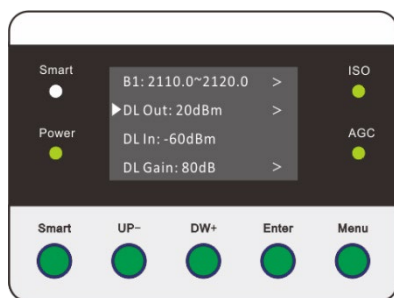 Smart
ISO
B1: 2110.0~2120.0 >
DL Out: 20dBm >
Power
AGC
DL In: -60dBm
DL Gain: 80dB >
Smart UP- DW+ Enter Menu